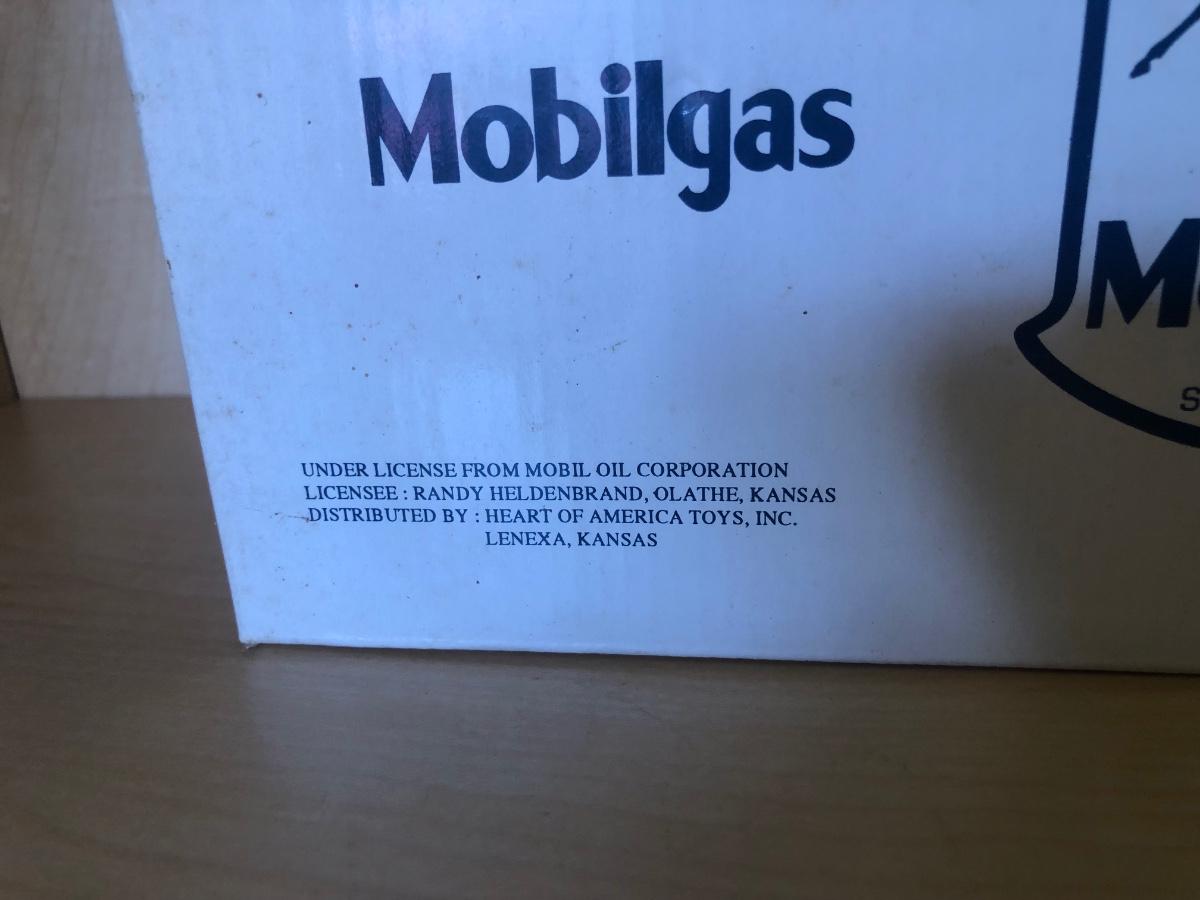 Mobilgas
UNDER LICENSE FROM MOBIL OIL CORPORATION
LICENSEE : RANDY HELDENBRAND, OLATHE, KANSAS
DISTRIBUTED BY : HEART OF AMERICA TOYS, INC.
LENEXA, KANSAS